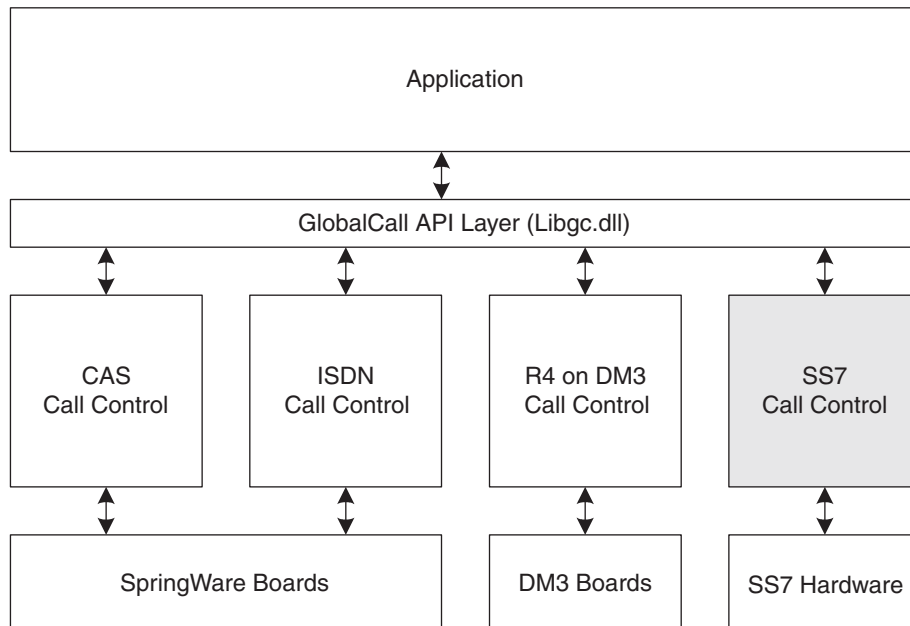 Application
GlobalCall API Layer (Libgc.dll)
CAS
Call Control
ISDN
Call Control
R4 on DM3
Call Control
SS7
Call Control
SpringWare Boards
DM3 Boards
SS7 Hardware